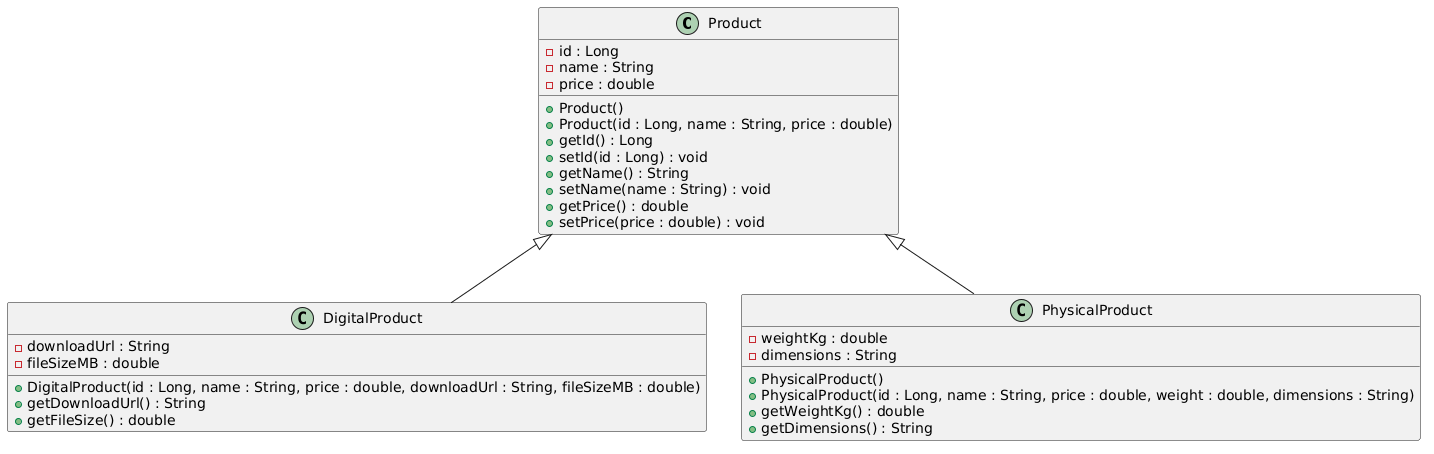 C Product
id : Long
name : String
price : double
Product()
Product(id : Long, name : String, price : double)
getId() : Long
setId(id : Long) : void
getName() : String
setName(name : String) : void
getPrice() : double
setPrice(price : double) : void
C DigitalProduct
downloadUrl : String
fileSizeMB : double
DigitalProduct(id : Long, name : String, price : double, downloadUrl : String, fileSizeMB : double)
getDownloadUrl() : String
getFileSize() : double
C PhysicalProduct
weightKg : double
dimensions : String
PhysicalProduct()
PhysicalProduct(id : Long, name : String, price : double, weight : double, dimensions : String)
getWeightKg() : double
getDimensions() : String